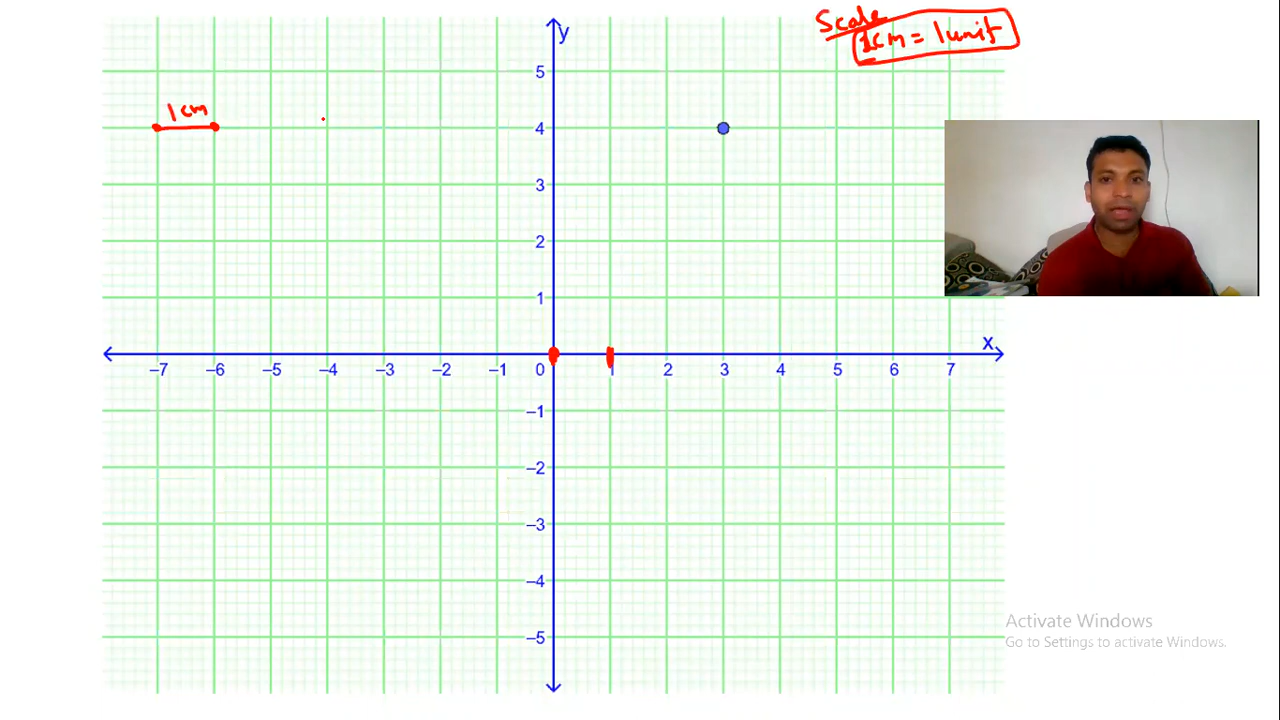 Scale
1cm = 1unit
y
5
1cm
4
3
2
1
x
–7 –6 –5 –4 –3 –2 –1 0 1 2 3 4 5 6 7
–1
–2
–3
–4
–5
Activate Windows
Go to Settings to activate Windows.